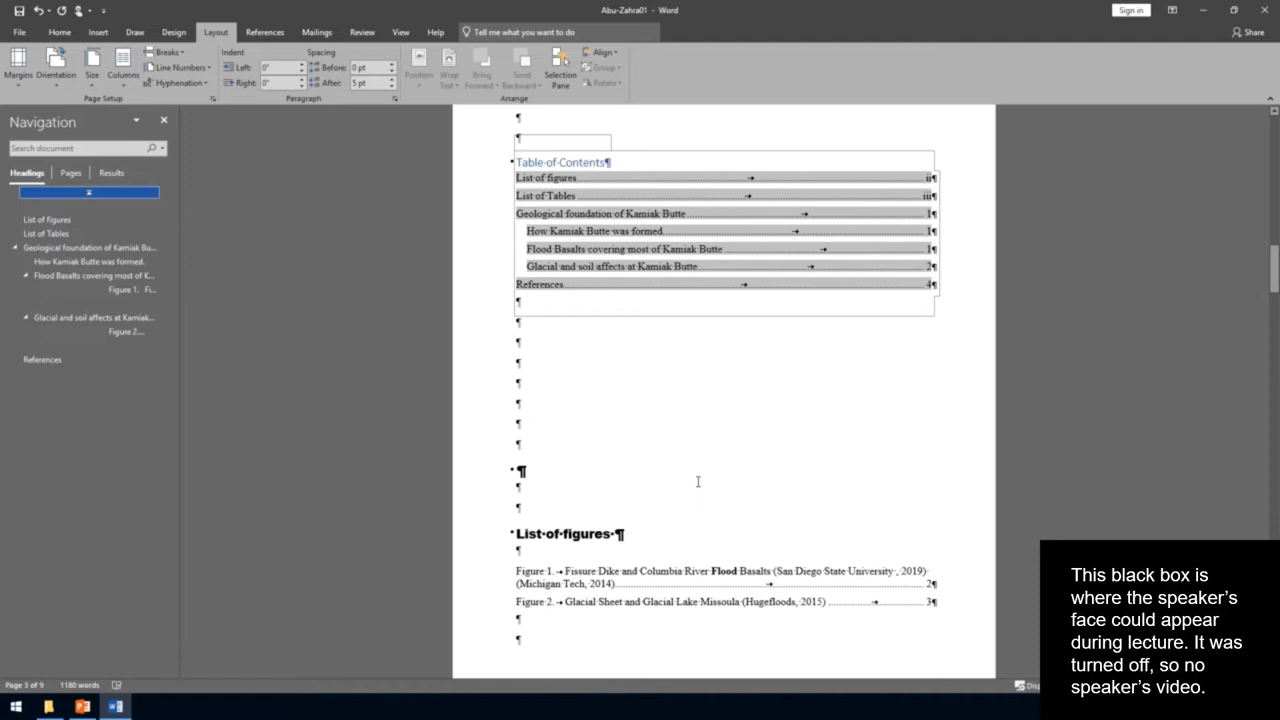 Abu-Zahra01 - Word
Sign in
File Home Insert Draw Design Layout References Mailings Review View Help Tell me what you want to do Share
Margins Orientation Size Columns Breaks Line Numbers Hyphenation
Page Setup
Indent Spacing
Left: 0" Before: 0 pt
Right: 0" After: 5 pt
Paragraph
Position Wrap Text Bring Forward Send Backward Selection Pane Align Group Rotate
Arrange
Navigation
Search document
Headings Pages Results
List of figures
List of Tables
Geological foundation of Kamiak Bu...
How Kamiak Butte was formed.
Flood Basalts covering most of K...
Figure 1. Fi...
Glacial and soil affects at Kamiak...
Figure 2....
References
Table·of·Contents¶
List of figures → ii¶
List of Tables → iii¶
Geological foundation of Kamiak Butte → 1¶
How Kamiak Butte was formed. → 1¶
Flood Basalts covering most of Kamiak Butte → 1¶
Glacial and soil affects at Kamiak Butte → 2¶
References → 4¶
List·of·figures·¶
Figure·1.→Fissure·Dike·and·Columbia·River·Flood·Basalts·(San·Diego·State·University·,·2019)·
(Michigan·Tech,·2014) → 2¶
Figure·2.→Glacial·Sheet·and·Glacial·Lake·Missoula·(Hugefloods,·2015) → 3¶
This black box is
where the speaker's
face could appear
during lecture. It was
turned off, so no
speaker's video.
Page 3 of 9 1180 words